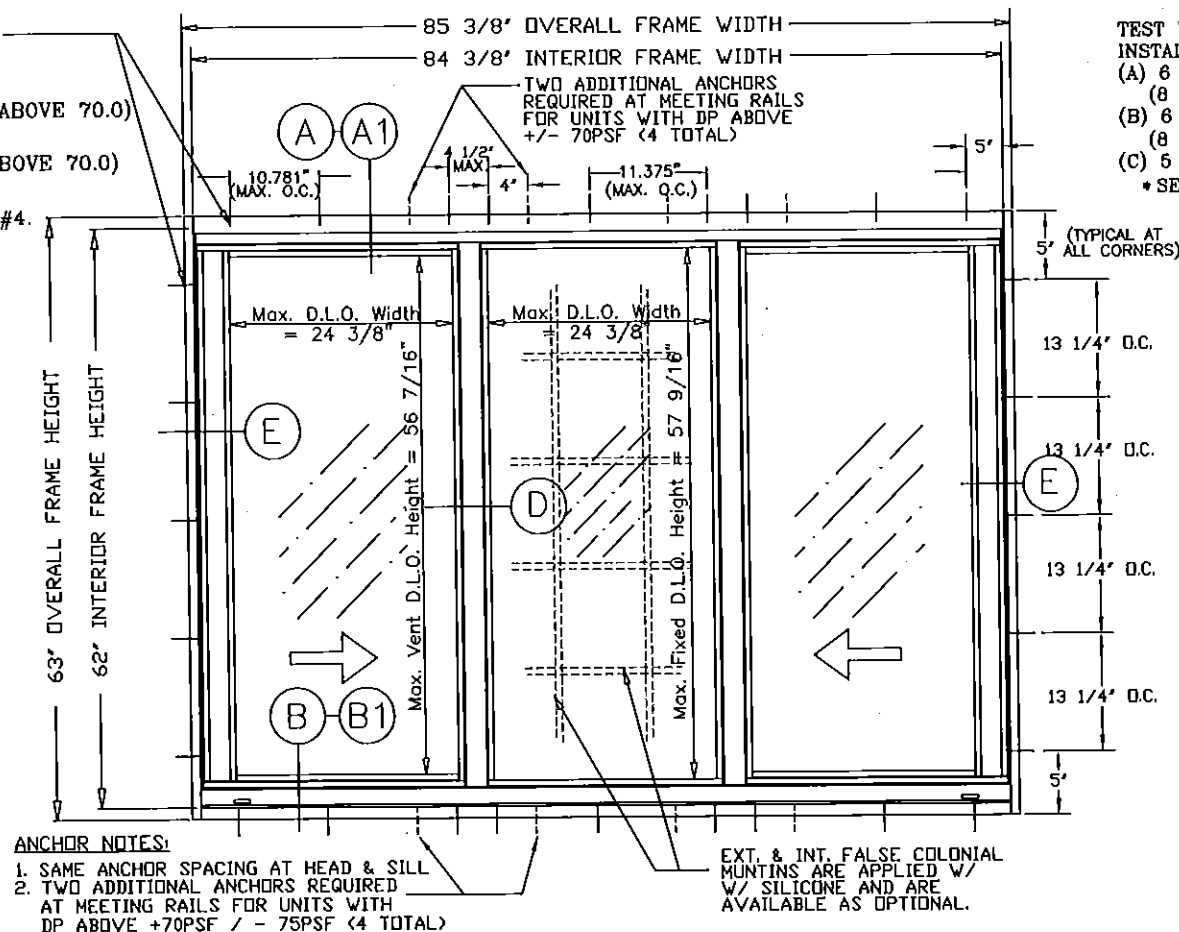 85 3/8" OVERALL FRAME WIDTH
84 3/8" INTERIOR FRAME WIDTH
TEST
INSTAL
(A) 6
(8
(B) 6
(8
(C) 5
* SE
ABOVE 70.0)
BOVE 70.0)
#4.
TWO ADDITIONAL ANCHORS
REQUIRED AT MEETING RAILS
FOR UNITS WITH DP ABOVE
+/- 70PSF (4 TOTAL)
A
A1
4 1/2"
MAX
4"
10.781"
(MAX. O.C.)
11.375"
(MAX. O.C.)
5"
5"
(TYPICAL AT
ALL CORNERS)
Max. D.L.O. Width
= 24 3/8"
Max. D.L.O. Width
= 24 3/8"
63" OVERALL FRAME HEIGHT
62" INTERIOR FRAME HEIGHT
Max. Vent D.L.O. Height = 56 7/16"
Max. Fixed D.L.O. Height = 57 9/16"
13 1/4" O.C.
13 1/4" O.C.
13 1/4" O.C.
13 1/4" O.C.
5"
E
D
E
B
B1
ANCHOR NOTES:
1. SAME ANCHOR SPACING AT HEAD & SILL
2. TWO ADDITIONAL ANCHORS REQUIRED
AT MEETING RAILS FOR UNITS WITH
DP ABOVE +70PSF / - 75PSF (4 TOTAL)
EXT. & INT. FALSE COLONIAL
MUNTINS ARE APPLIED W/
W/ SILICONE AND ARE
AVAILABLE AS OPTIONAL.